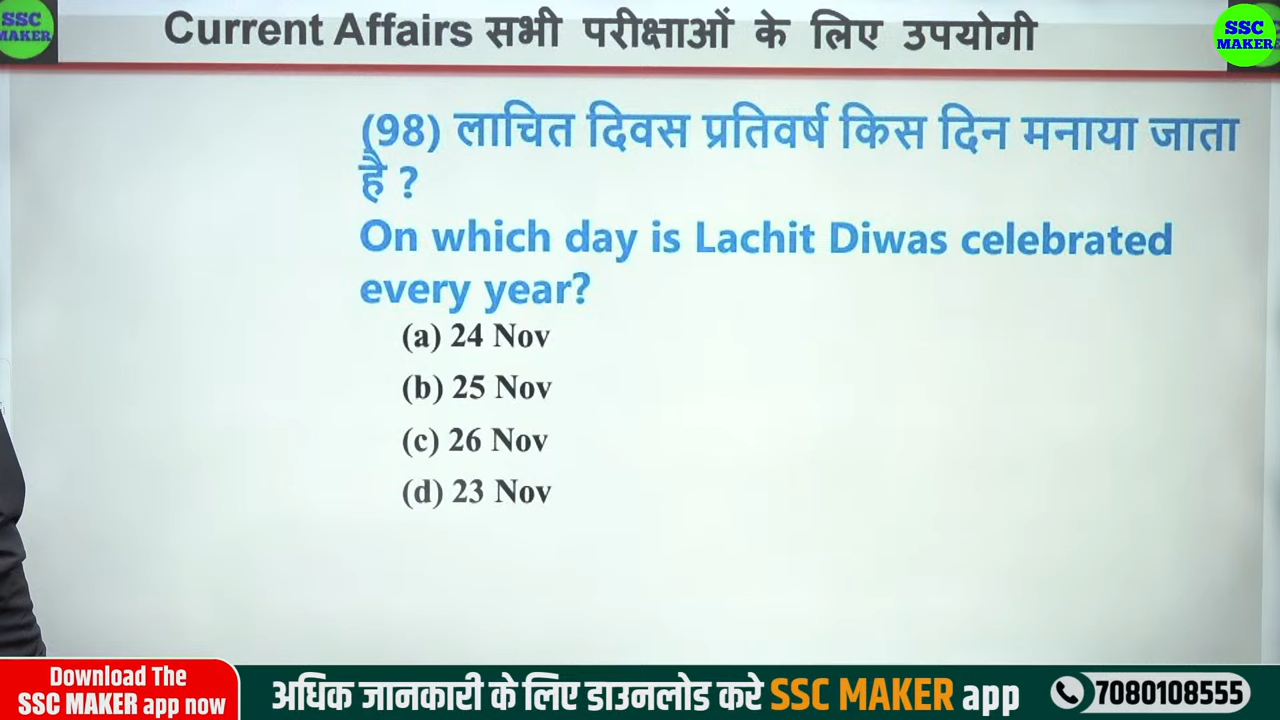 SSC
MAKER
Current Affairs सभी परीक्षाओं के लिए उपयोगी
SSC
MAKER
(98) लाचित दिवस प्रतिवर्ष किस दिन मनाया जाता
है ?
On which day is Lachit Diwas celebrated
every year?
(a) 24 Nov
(b) 25 Nov
(c) 26 Nov
(d) 23 Nov
Download The
SSC MAKER app now
अधिक जानकारी के लिए डाउनलोड करे SSC MAKER app
7080108555